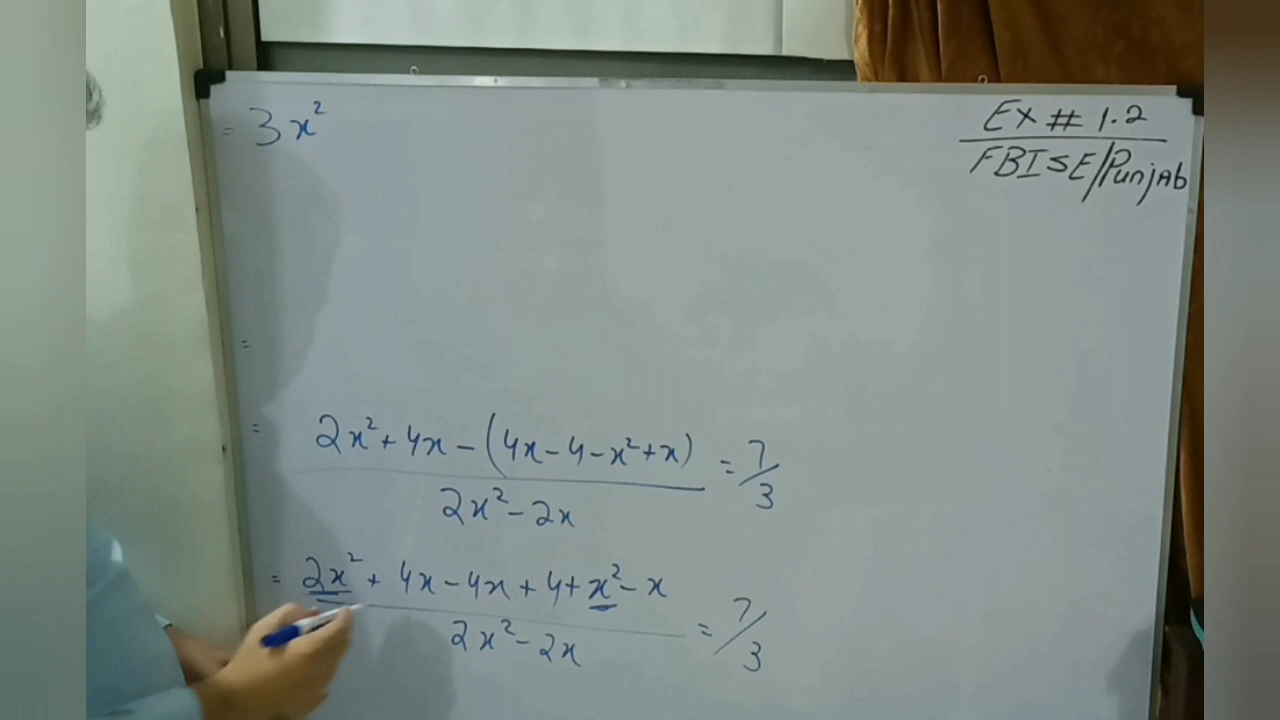 = 3x²
Ex # 1.2
FBISE/Punjab
=
= 2x² + 4x - (4x - 4 - x² + x) / 2x² - 2x = 7/3
= 2x² + 4x - 4x + 4 + x² - x / 2x² - 2x = 7/3